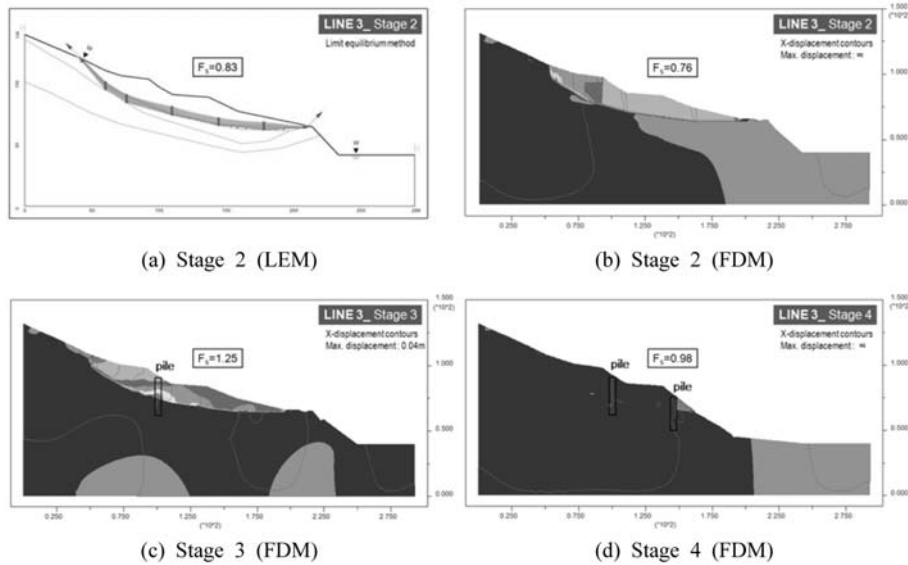 LINE 3_ Stage 2
Limit equilibrium method
Fs=0.83
0
50
100
150
200
250
(a) Stage 2 (LEM)
LINE 3_ Stage 2
X-displacement contours
Max. displacement : ∞
Fs=0.76
1.500
(*10^2)
1.000
0.500
0.000
0.250
0.750
1.250
1.750
2.250
2.750
(*10^2)
(b) Stage 2 (FDM)
LINE 3_ Stage 3
X-displacement contours
Max. displacement : 0.04m
Fs=1.25
pile
1.500
(*10^2)
1.000
0.500
0.000
0.250
0.750
1.250
1.750
2.250
2.750
(*10^2)
(c) Stage 3 (FDM)
LINE 3_ Stage 4
X-displacement contours
Max. displacement : ∞
Fs=0.98
pile
pile
1.500
(*10^2)
1.000
0.500
0.000
0.250
0.750
1.250
1.750
2.250
2.750
(*10^2)
(d) Stage 4 (FDM)